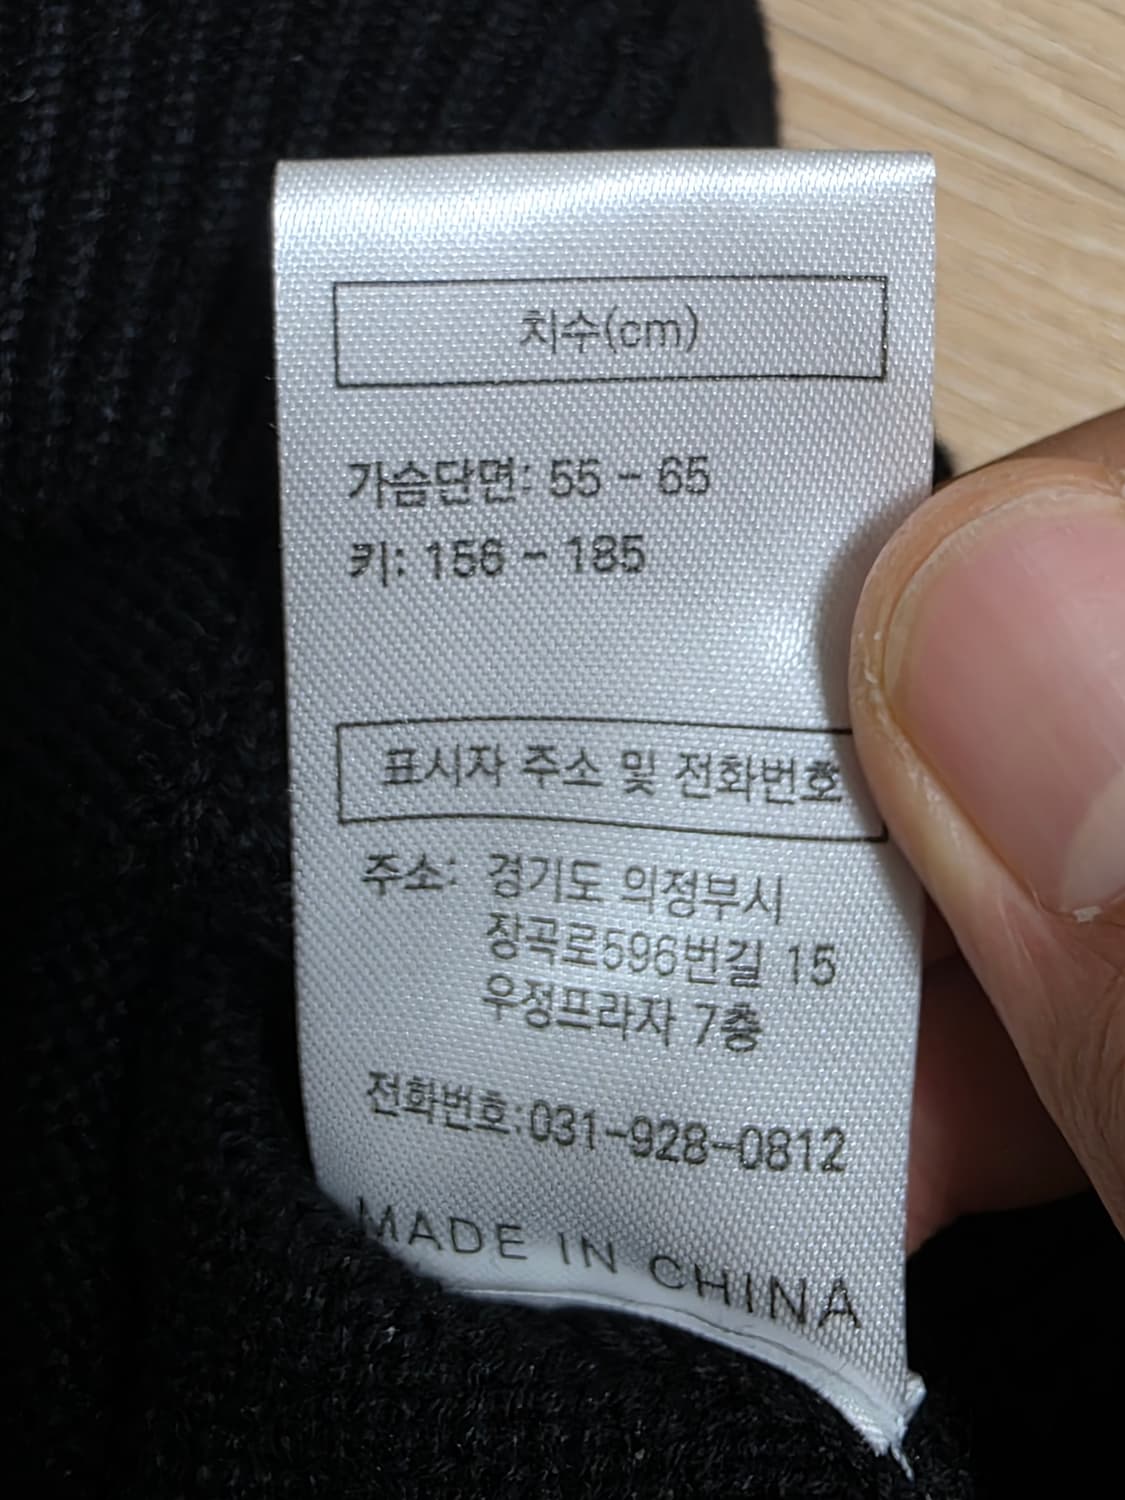 치수(cm)
가슴단면: 55 - 65
키: 156 - 185
표시자 주소 및 전화번호
주소: 경기도 의정부시
장곡로596번길 15
우정프라자 7층
전화번호:031-928-0812
MADE IN CHINA